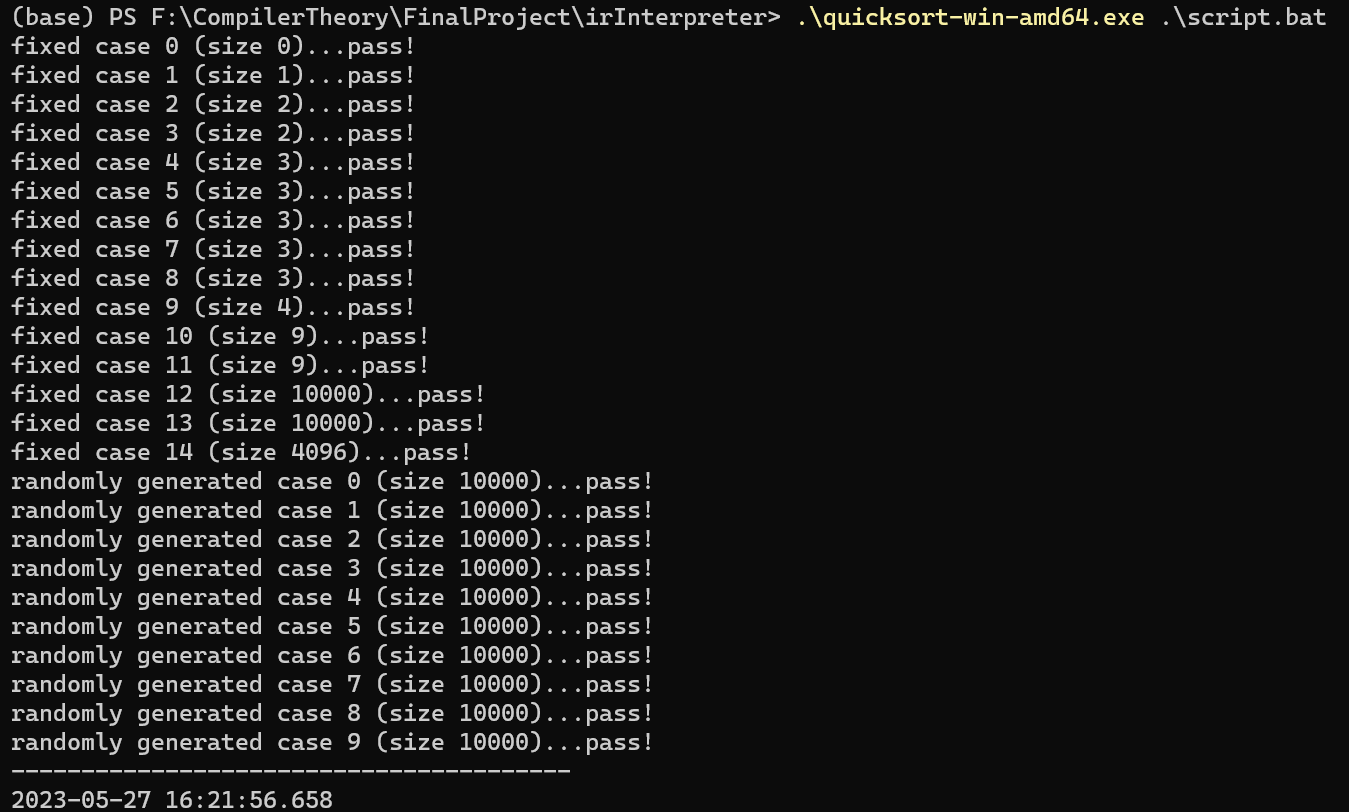 (base) PS F:\CompilerTheory\FinalProject\irInterpreter> .\quicksort-win-amd64.exe .\script.bat
fixed case 0 (size 0)...pass!
fixed case 1 (size 1)...pass!
fixed case 2 (size 2)...pass!
fixed case 3 (size 2)...pass!
fixed case 4 (size 3)...pass!
fixed case 5 (size 3)...pass!
fixed case 6 (size 3)...pass!
fixed case 7 (size 3)...pass!
fixed case 8 (size 3)...pass!
fixed case 9 (size 4)...pass!
fixed case 10 (size 9)...pass!
fixed case 11 (size 9)...pass!
fixed case 12 (size 10000)...pass!
fixed case 13 (size 10000)...pass!
fixed case 14 (size 4096)...pass!
randomly generated case 0 (size 10000)...pass!
randomly generated case 1 (size 10000)...pass!
randomly generated case 2 (size 10000)...pass!
randomly generated case 3 (size 10000)...pass!
randomly generated case 4 (size 10000)...pass!
randomly generated case 5 (size 10000)...pass!
randomly generated case 6 (size 10000)...pass!
randomly generated case 7 (size 10000)...pass!
randomly generated case 8 (size 10000)...pass!
randomly generated case 9 (size 10000)...pass!
----------------------------------------
2023-05-27 16:21:56.658